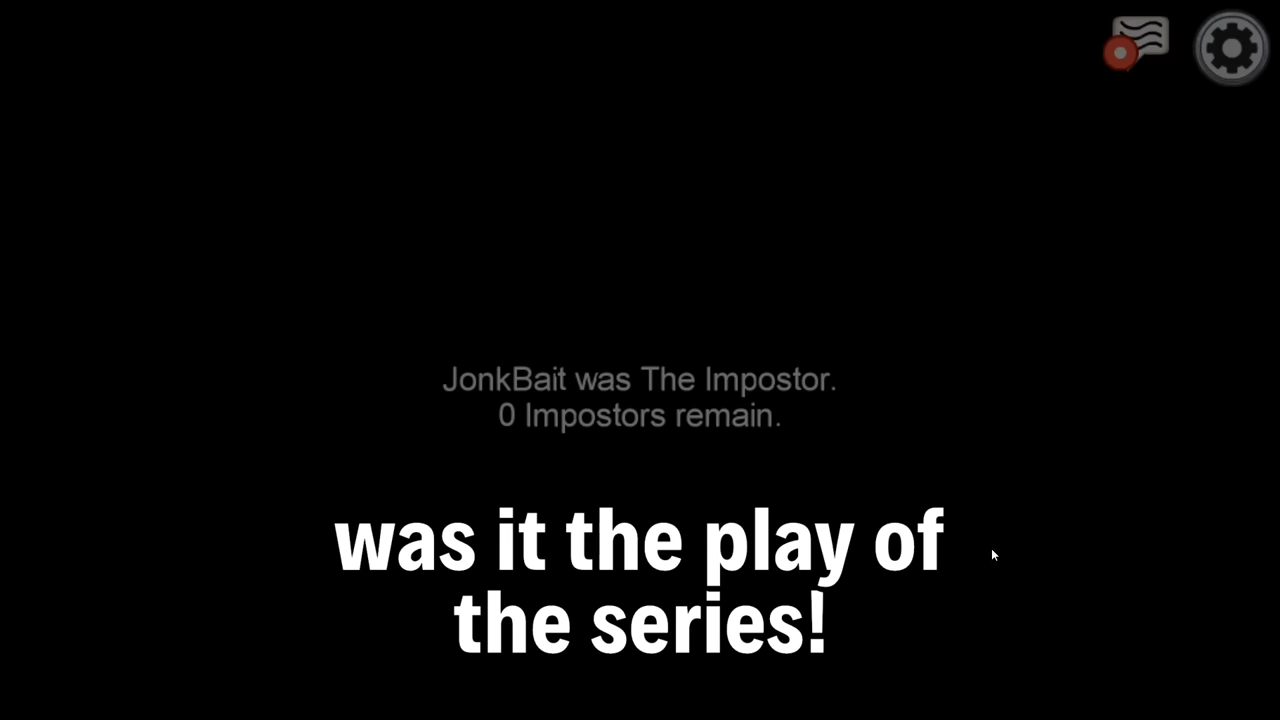 JonkBait was The Impostor.
0 Impostors remain.
was it the play of
the series!